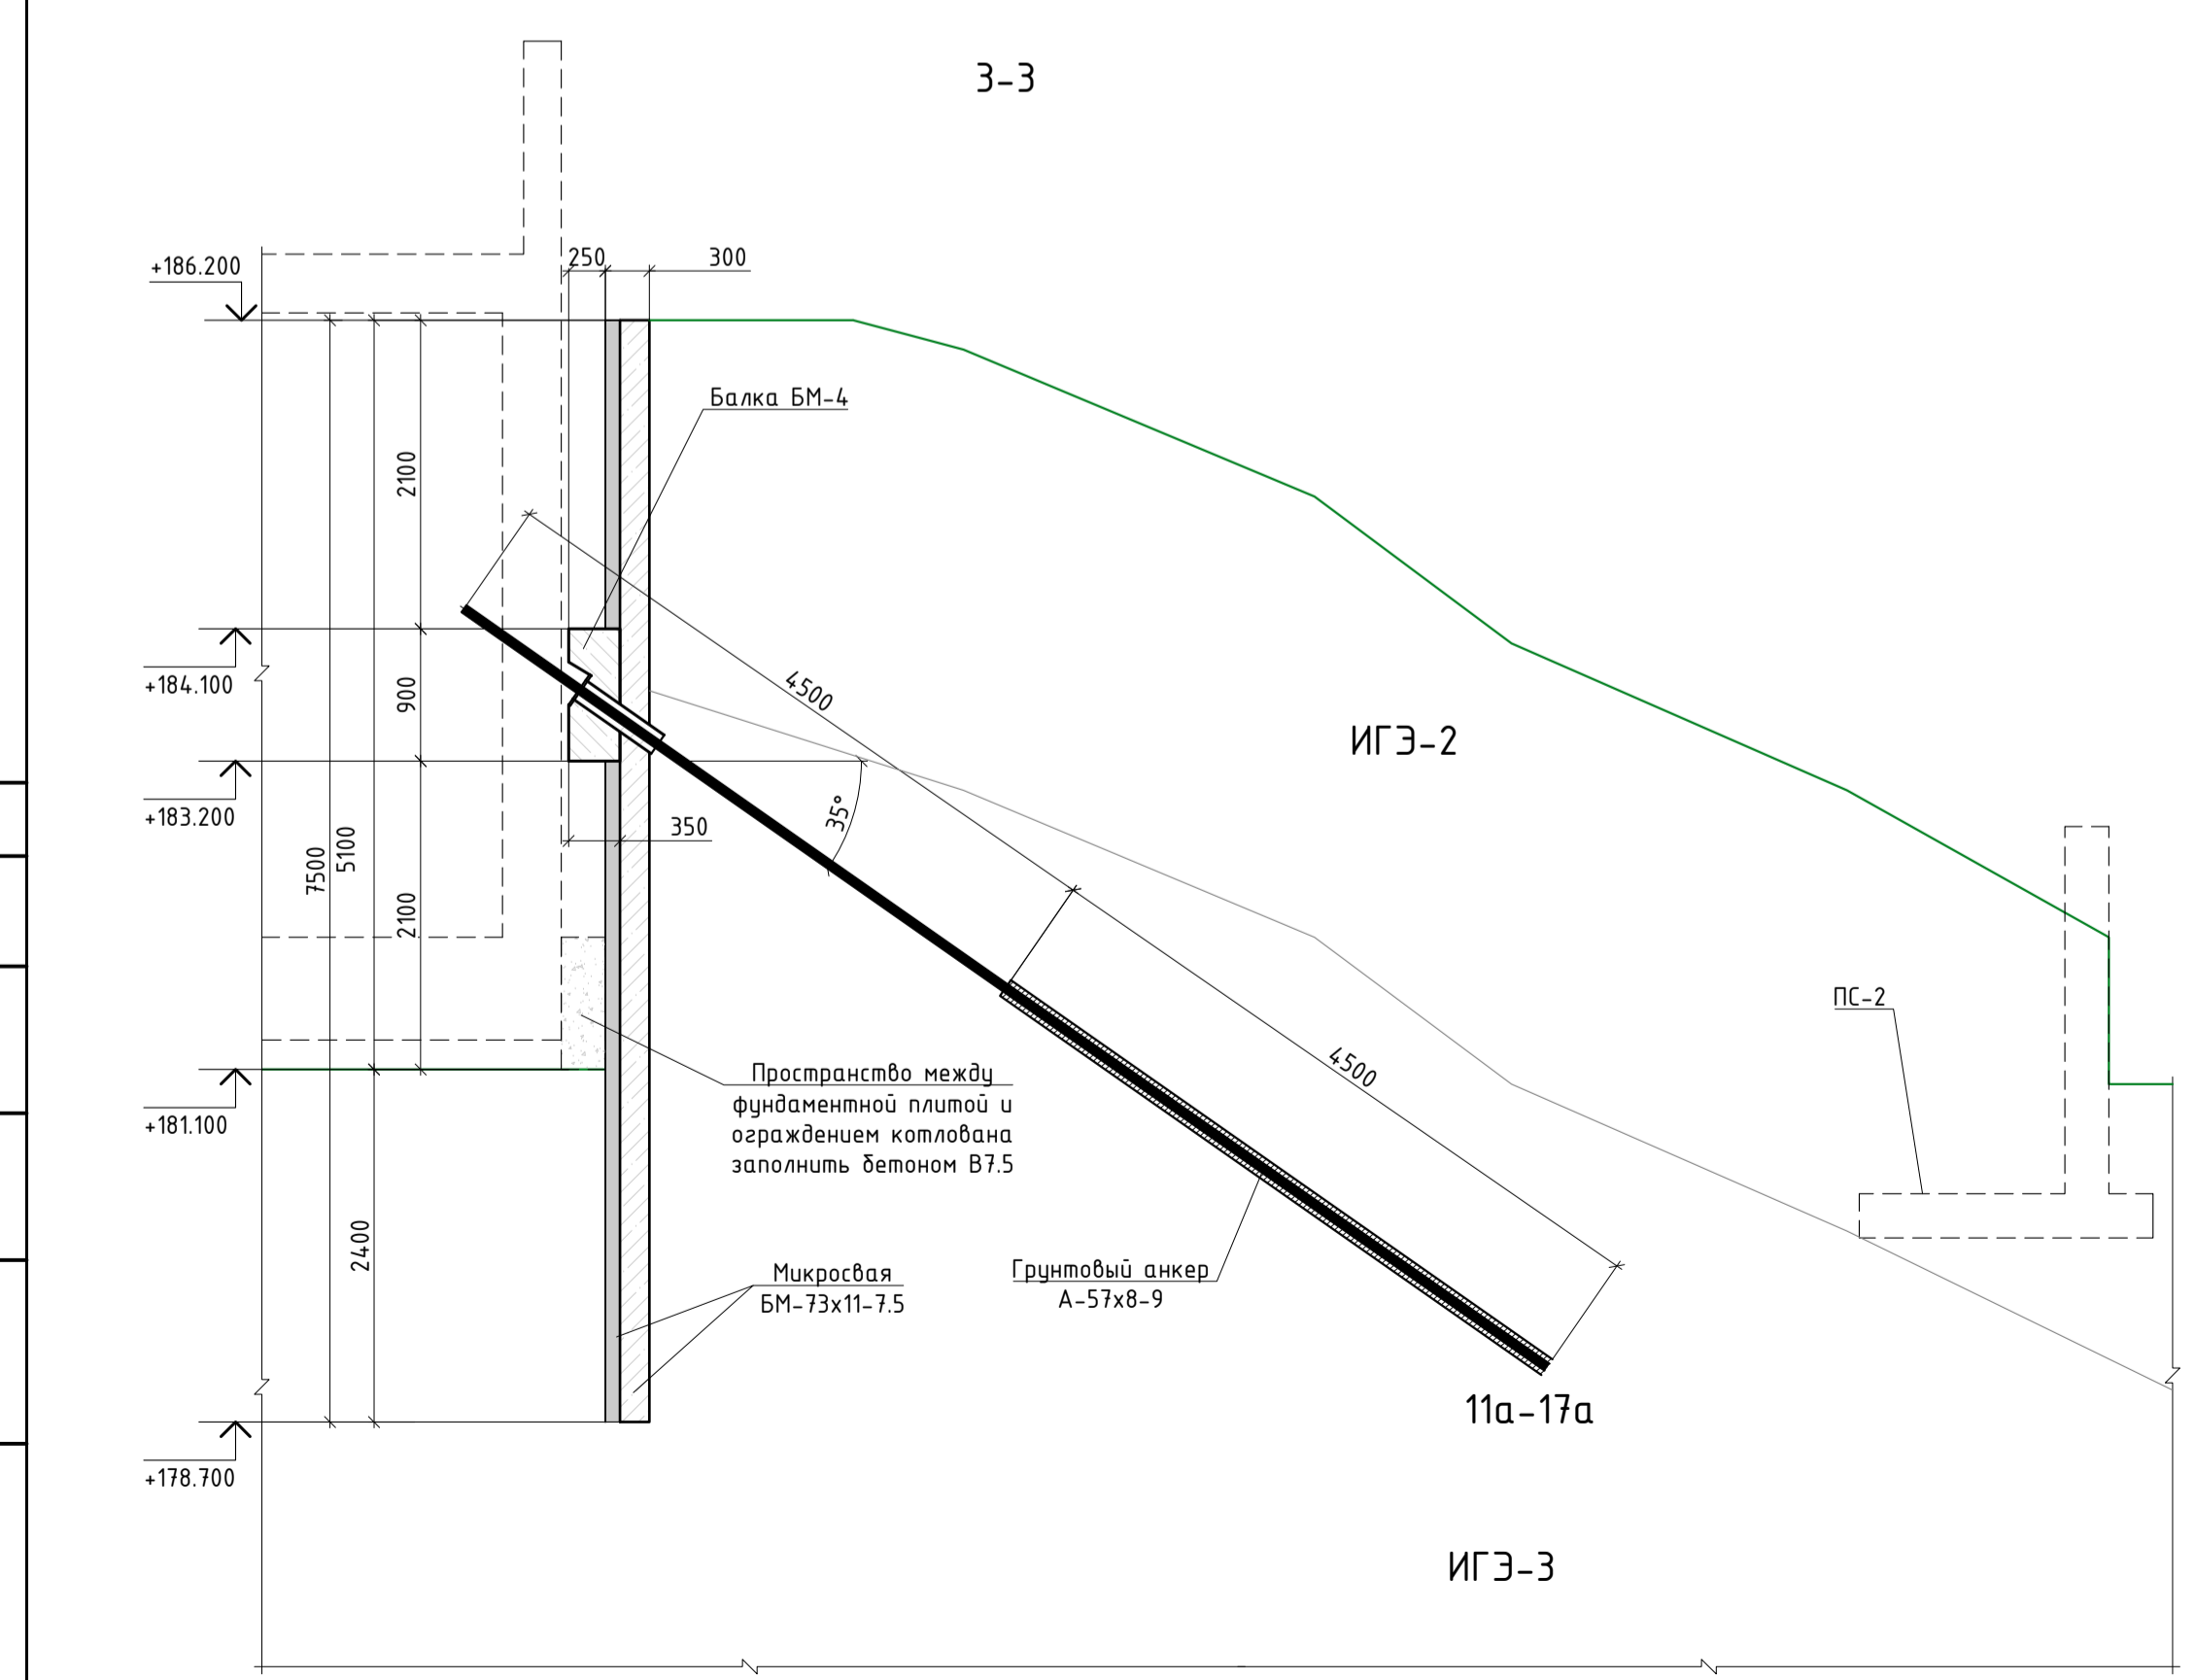 3-3
250
300
+186.200
Балка БМ-4
2100
4500
+184.100
900
ИГЭ-2
+183.200
350
35°
7500
5100
2100
ПС-2
4500
Пространство между
фундаментной плитой и
ограждением котлована
заполнить бетоном В7.5
+181.100
2400
Микросвая
БМ-73х11-7.5
Грунтовый анкер
А-57х8-9
11а-17а
+178.700
ИГЭ-3